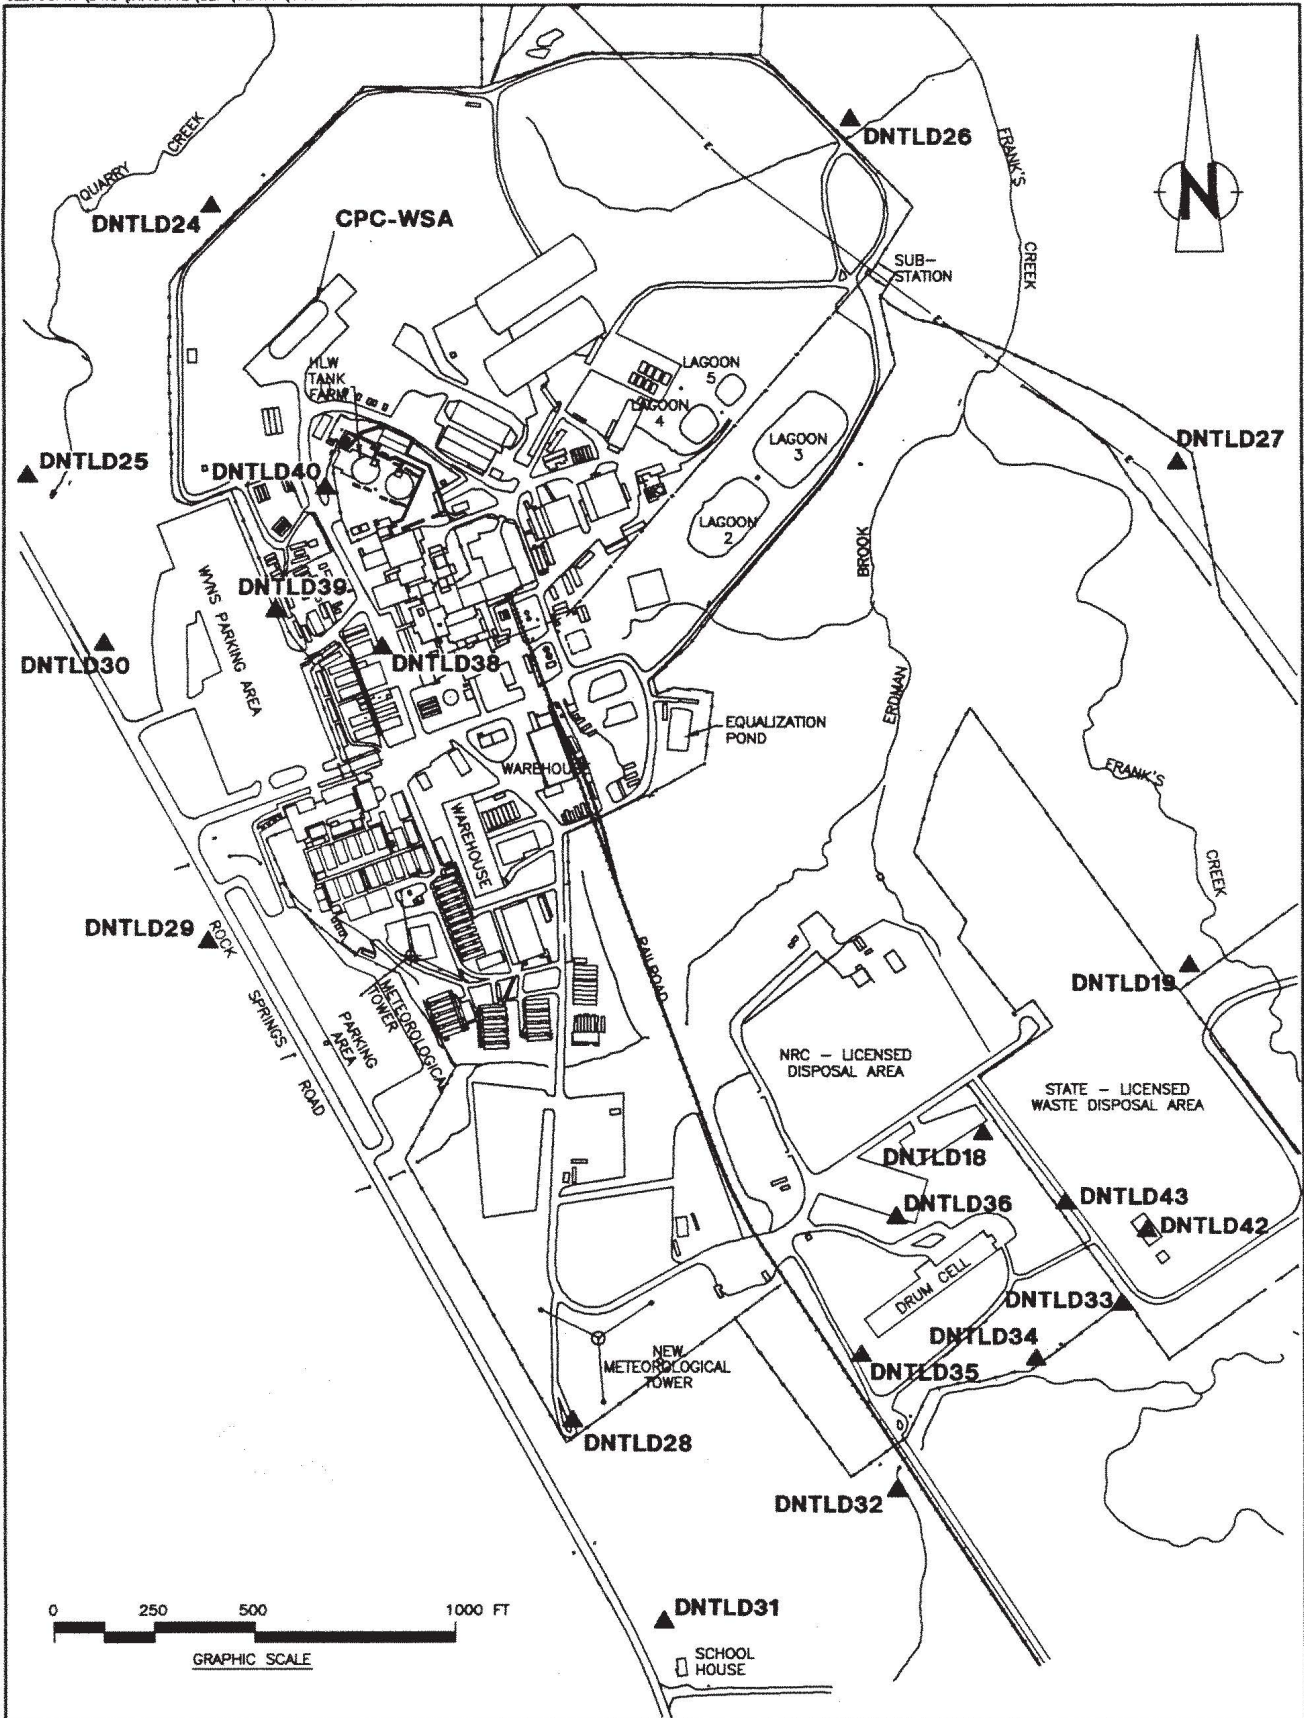 DNTLD26
FRANK'S
CREEK
QUARRY
CREEK
N
DNTLD24
CPC-WSA
SUB-
STATION
HLW
TANK
FARM
LAGOON
5
LAGOON
4
LAGOON
3
DNTLD27
DNTLD25
DNTLD40
LAGOON
2
BROOK
DNTLD39
WVNS PARKING AREA
DNTLD30
DNTLD38
ERDMAN
EQUALIZATION
POND
WAREHOUSE
FRANK'S
CREEK
WAREHOUSE
DNTLD29
ROCK
SPRINGS
ROAD
METEOROLOGICAL
TOWER
PARKING
AREA
RAILROAD
DNTLD19
NRC – LICENSED
DISPOSAL AREA
STATE – LICENSED
WASTE DISPOSAL AREA
DNTLD18
DNTLD36
DNTLD43
DNTLD42
DRUM CELL
DNTLD33
DNTLD34
DNTLD35
NEW
METEOROLOGICAL
TOWER
DNTLD28
DNTLD32
DNTLD31
SCHOOL
HOUSE
0 250 500 1000 FT
GRAPHIC SCALE